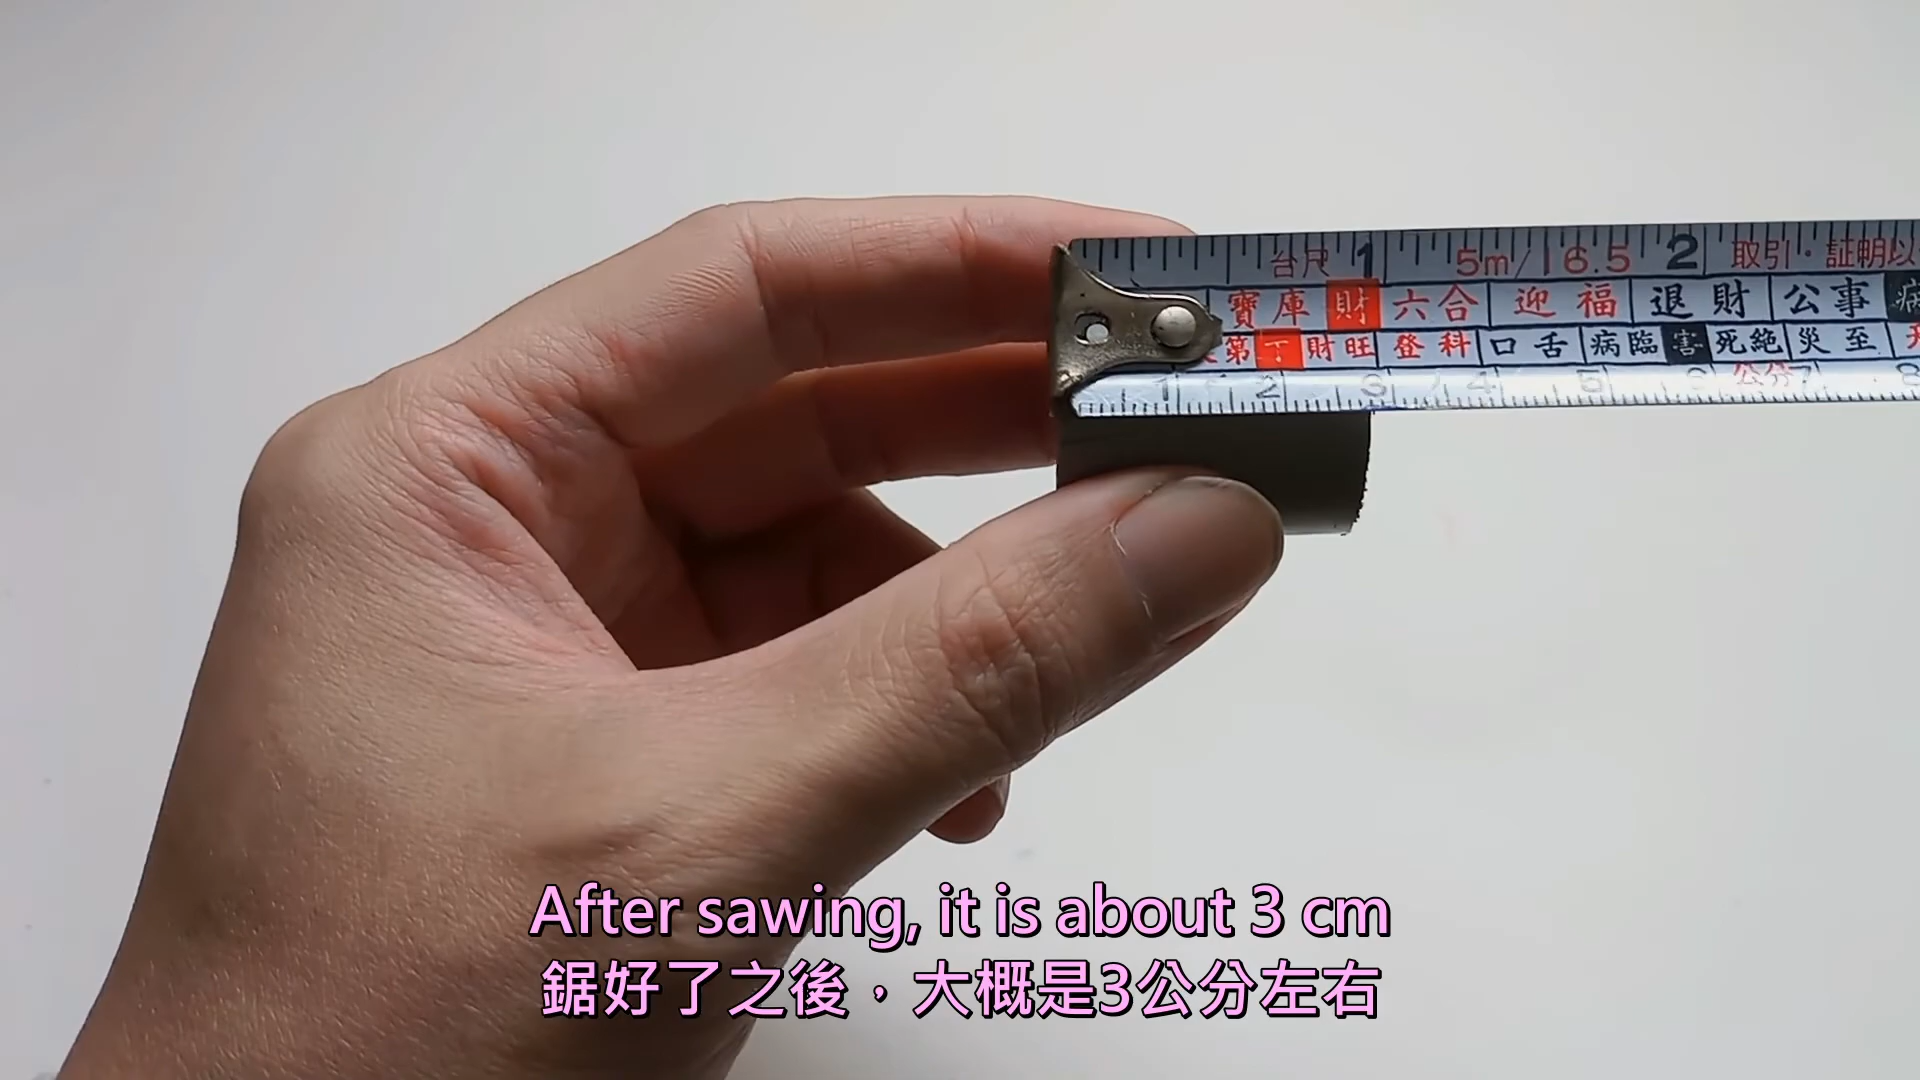 台尺 1 5m/16.5 2 取引・証明以
寶庫 財 六合 迎福 退財 公事 病
第 丁 財旺 登科 口舌 病臨 害 死絶 災至
1 2 3 4 5 6 公分 7 8
After sawing, it is about 3 cm
鋸好了之後，大概是3公分左右